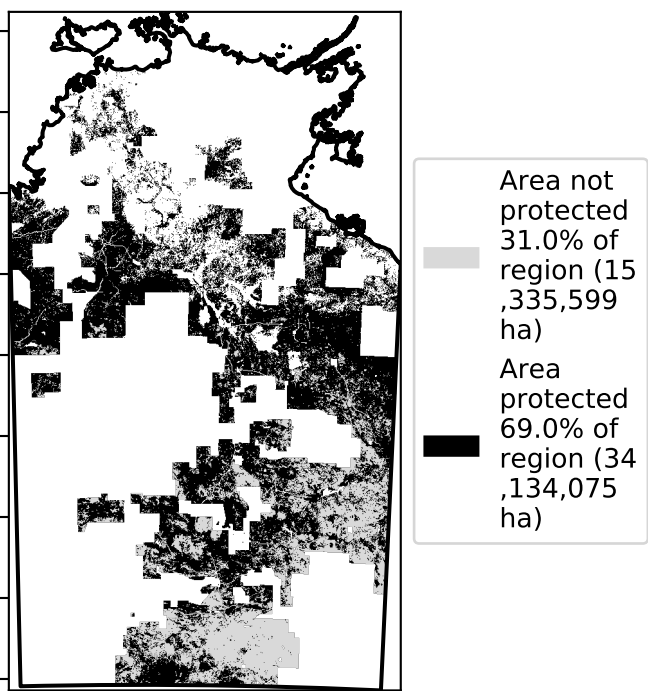 Area not
protected
31.0% of
region (15
,335,599
ha)
Area
protected
69.0% of
region (34
,134,075
ha)